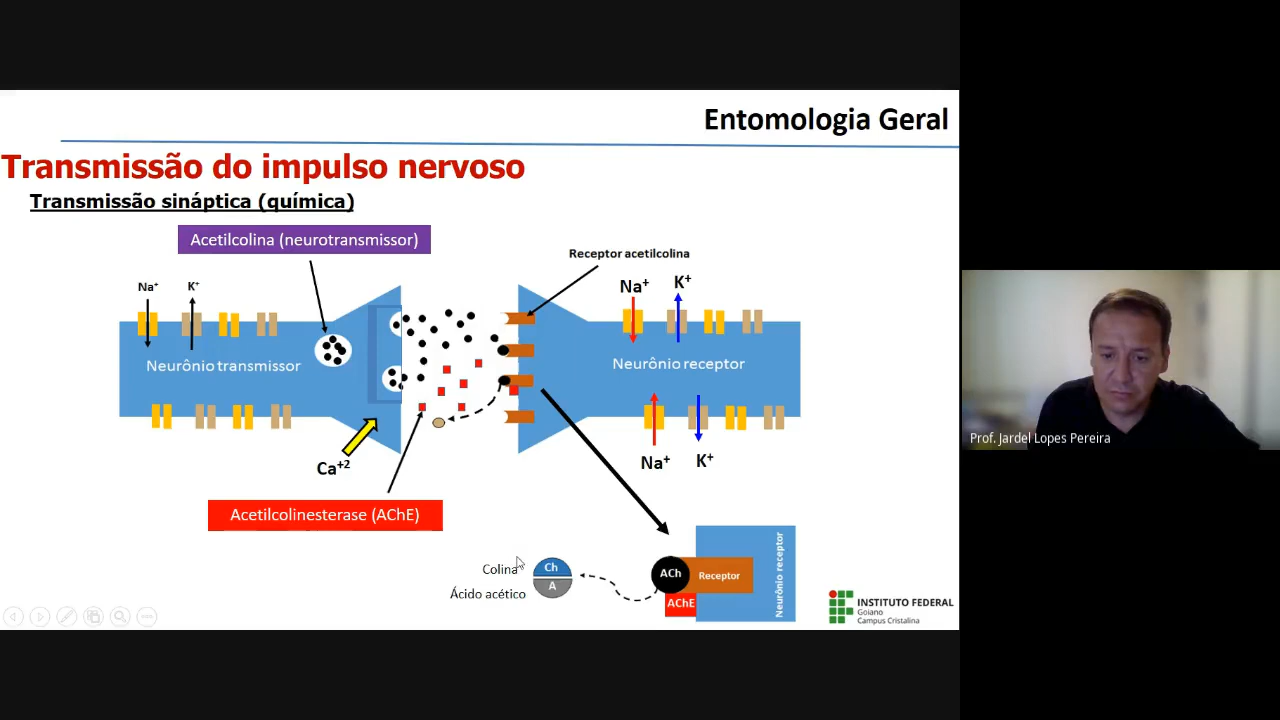 Entomologia Geral
Transmissão do impulso nervoso
Transmissão sináptica (química)
Acetilcolina (neurotransmissor)
Receptor acetilcolina
Na⁺
K⁺
Na⁺
K⁺
Neurônio transmissor
Neurônio receptor
Ca⁺²
Na⁺
K⁺
Acetilcolinesterase (AChE)
Colina
Ácido acético
Ch
A
ACh
Receptor
AChE
Neurônio receptor
INSTITUTO FEDERAL
Goiano
Campus Cristalina
Prof. Jardel Lopes Pereira